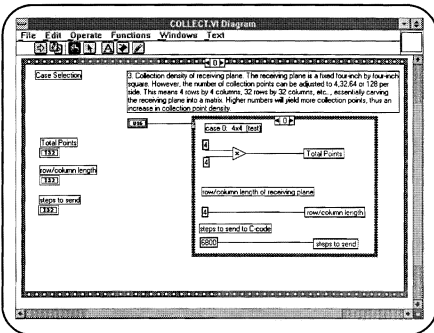 COLLECT.VI Diagram
File Edit Operate Functions Windows Text
0
Case Selection
3. Collection density of receiving plane. The receiving plane is a fixed four-inch by four-inch
square. However, the number of collection points can be adjusted to 4,32,64 or 128 per
side. This means 4 rows by 4 columns, 32 rows by 32 columns, etc., essentially carving
the receiving plane into a matrix. Higher numbers will yield more collection points, thus an
increase in collection point density.
U16
0
case 0: 4x4 (test)
4
x
Total Points
4
Total Points
I32
row/column length
I32
steps to send
I32
row/column length of receiving plane
4
row/column length
steps to send to C-code
6800
steps to send